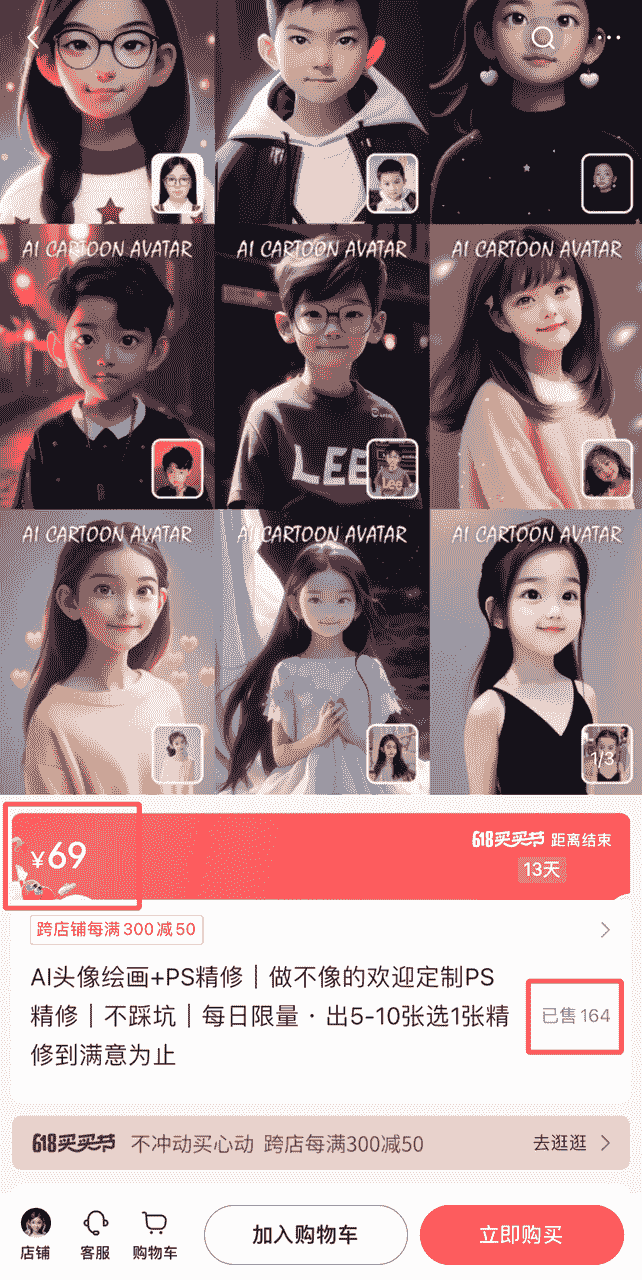 AI CARTOON AVATAR
AI CARTOON AVATAR
AI CARTOON AVATAR
LEE
Lee
AI CARTOON AVATAR
AI CARTOON AVATAR
AI CARTOON AVATAR
1/3
¥69
618买买节 距离结束
13天
跨店铺每满300减50
AI头像绘画+PS精修｜做不像的欢迎定制PS
精修｜不踩坑｜每日限量·出5-10张选1张精
修到满意为止
已售 164
618买买节 不冲动买心动 跨店每满300减50 去逛逛
店铺 客服 购物车 加入购物车 立即购买